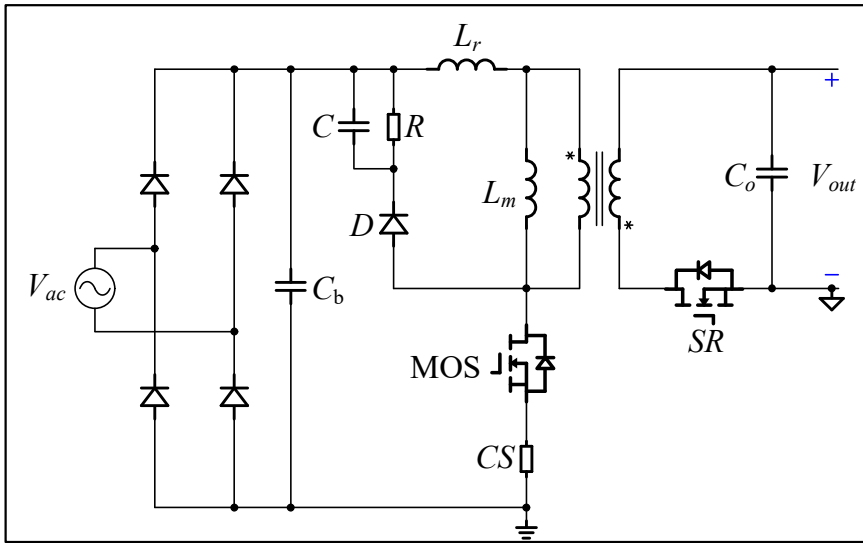 L_r
C
R
*
L_m
C_o
V_out
+
D
*
V_ac
C_b
−
MOS
SR
CS